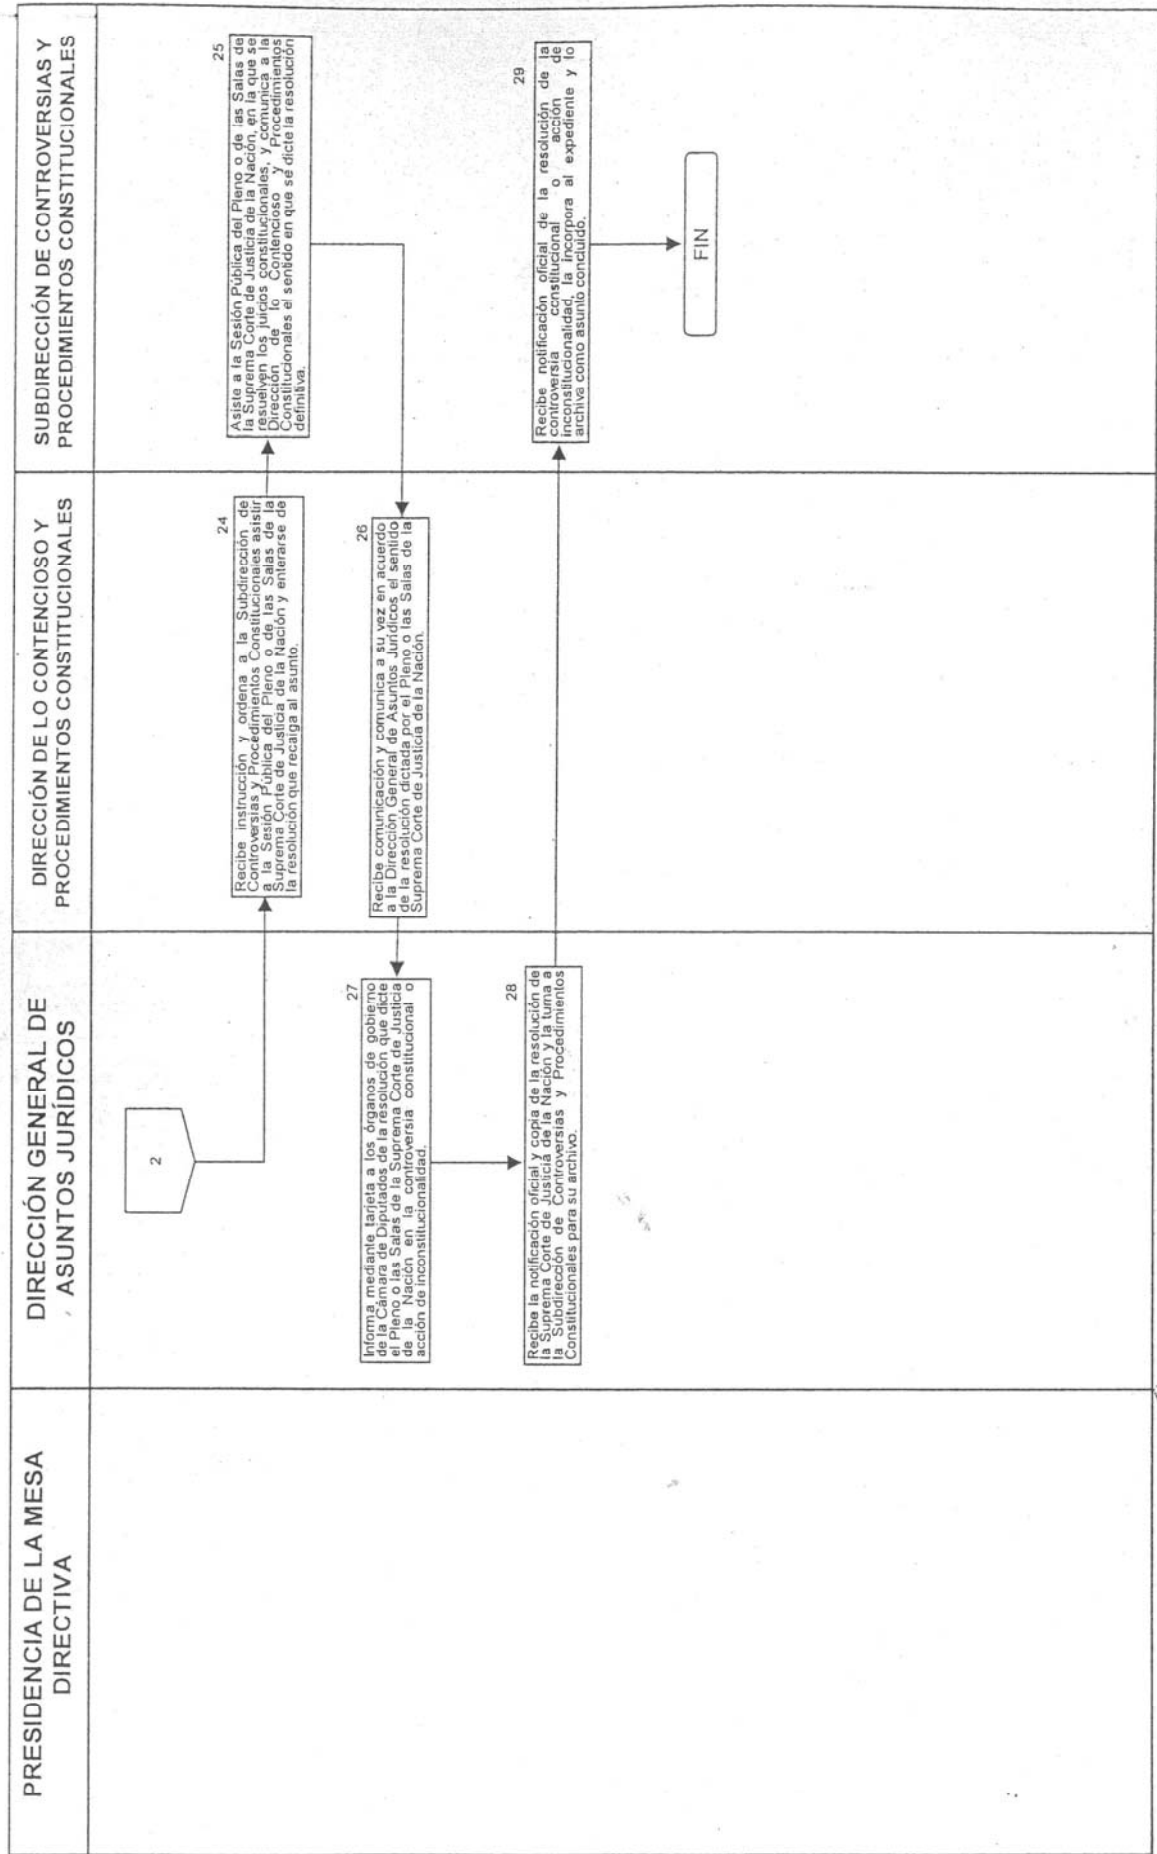 PRESIDENCIA DE LA MESA
DIRECTIVA
DIRECCIÓN GENERAL DE
ASUNTOS JURÍDICOS
DIRECCIÓN DE LO CONTENCIOSO Y
PROCEDIMIENTOS CONSTITUCIONALES
SUBDIRECCIÓN DE CONTROVERSIAS Y
PROCEDIMIENTOS CONSTITUCIONALES
2
24
Recibe instrucción y ordena a la Subdirección de
Controversias y Procedimientos Constitucionales asistir
a la Sesión Pública del Pleno o de las Salas de la
Suprema Corte de Justicia de la Nación y enterarse de
la resolución que recaiga al asunto.
25
Asiste a la Sesión Pública del Pleno o de las Salas de
la Suprema Corte de Justicia de la Nación, en la que se
resuelven los juicios constitucionales, y comunica a la
Dirección de lo Contencioso y Procedimientos
Constitucionales el sentido en que se dicte la resolución
definitiva.
26
Recibe comunicación y comunica a su vez en acuerdo
a la Dirección General de Asuntos Jurídicos el sentido
de la resolución dictada por el Pleno o las Salas de la
Suprema Corte de Justicia de la Nación.
27
Informa mediante tarjeta a los órganos de gobierno
de la Cámara de Diputados de la resolución que dicte
el Pleno o las Salas de la Suprema Corte de Justicia
de la Nación en la controversia constitucional o
acción de inconstitucionalidad.
28
Recibe la notificación oficial y copia de la resolución de
la Suprema Corte de Justicia de la Nación y la turna a
la Subdirección de Controversias y Procedimientos
Constitucionales para su archivo.
29
Recibe notificación oficial de la resolución de la
controversia constitucional o acción de
inconstitucionalidad, la incorpora al expediente y lo
archiva como asunto concluido.
FIN